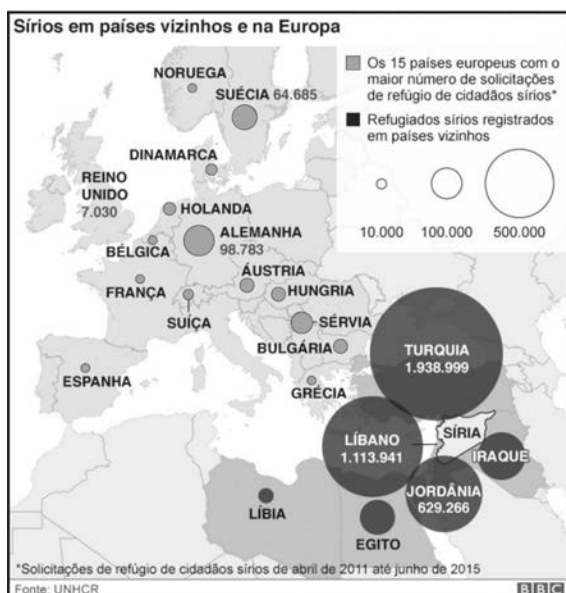 Sírios em países vizinhos e na Europa
Os 15 países europeus com o
maior número de solicitações
de refúgio de cidadãos sírios*
Refugiados sírios registrados
em países vizinhos
10.000
100.000
500.000
NORUEGA
SUÉCIA 64.685
DINAMARCA
REINO
UNIDO
7.030
HOLANDA
ALEMANHA
98.783
BÉLGICA
ÁUSTRIA
FRANÇA
HUNGRIA
SUÍÇA
SÉRVIA
BULGÁRIA
ESPANHA
GRÉCIA
TURQUIA
1.938.999
SÍRIA
LÍBANO
1.113.941
IRAQUE
JORDÂNIA
629.266
LÍBIA
EGITO
*Solicitações de refúgio de cidadãos sírios de abril de 2011 até junho de 2015
Fonte: UNHCR
BBC